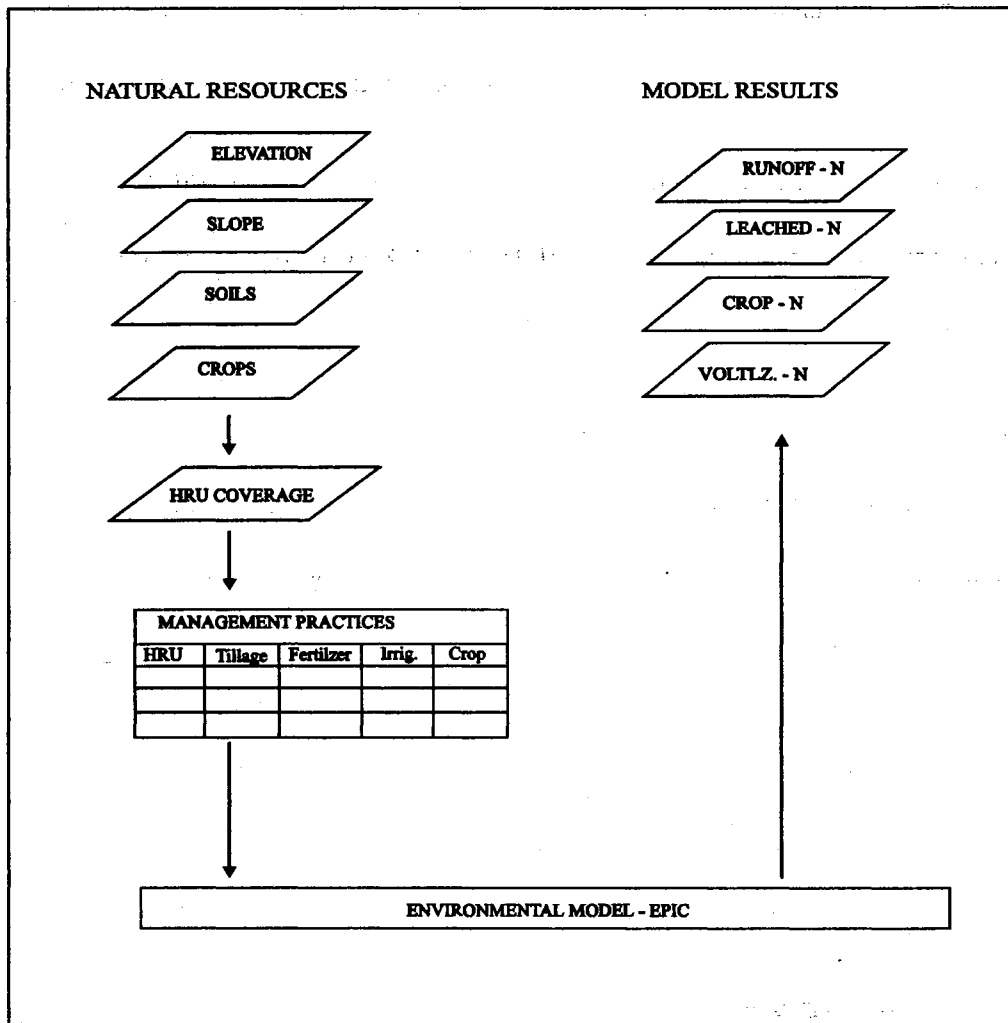 NATURAL RESOURCES
ELEVATION
SLOPE
SOILS
CROPS
HRU COVERAGE
MANAGEMENT PRACTICES
HRU Tillage Fertilzer Irrig. Crop
MODEL RESULTS
RUNOFF - N
LEACHED - N
CROP - N
VOLTLZ. - N
ENVIRONMENTAL MODEL - EPIC